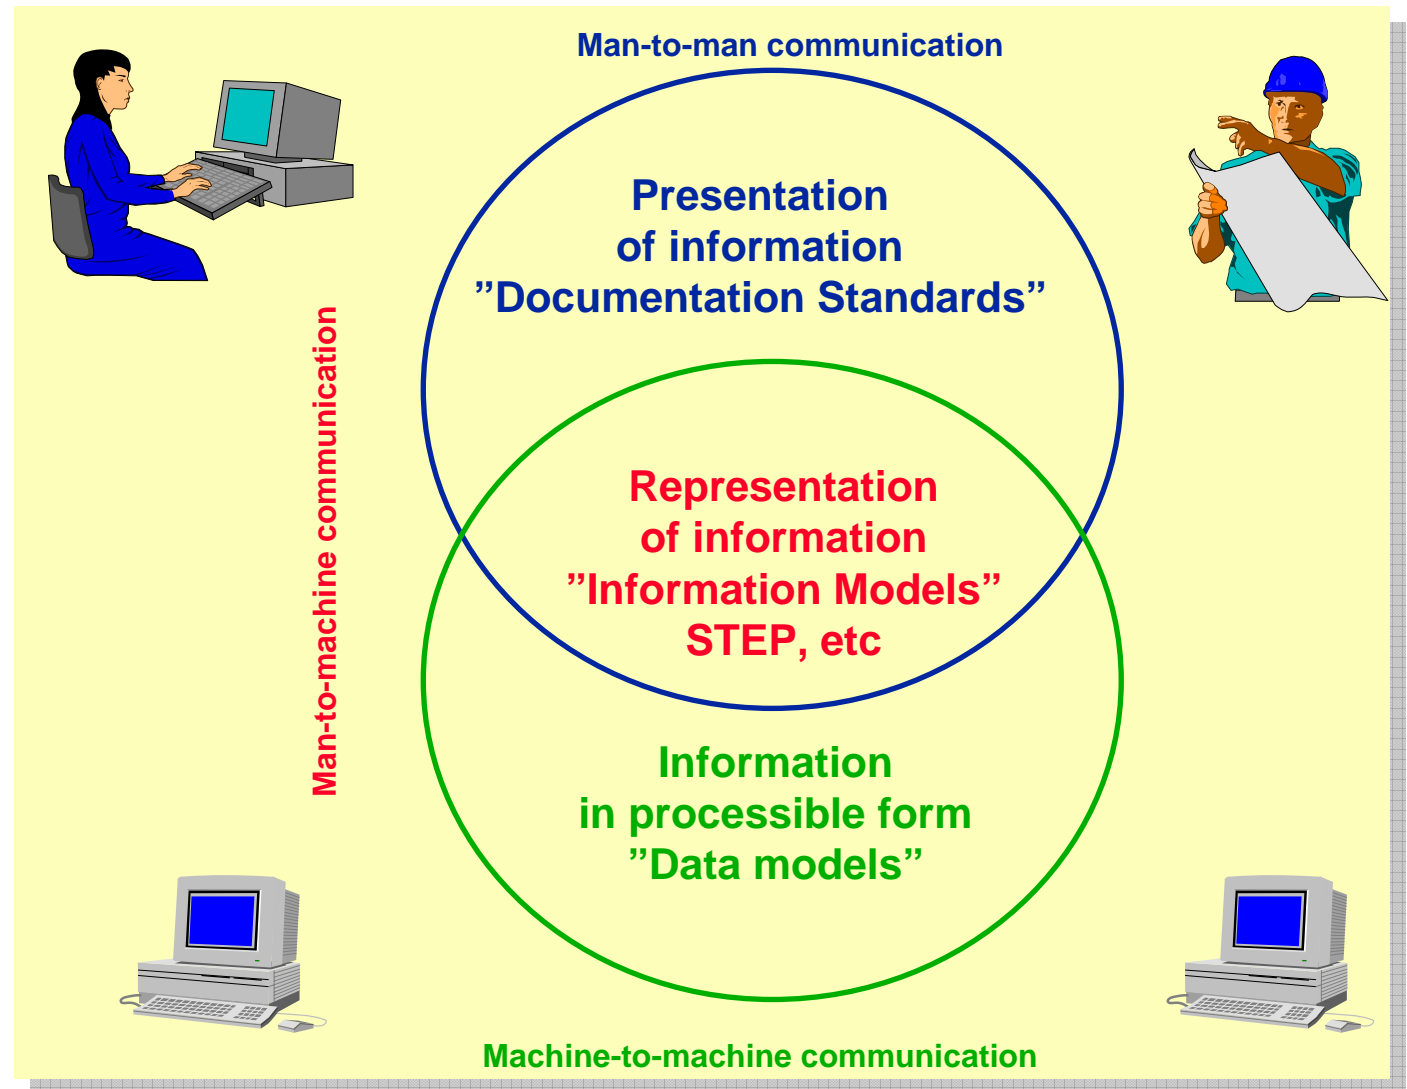 Man-to-man communication
Presentation
of information
”Documentation Standards”
Man-to-machine communication
Representation
of information
”Information Models”
STEP, etc
Information
in processible form
”Data models”
Machine-to-machine communication